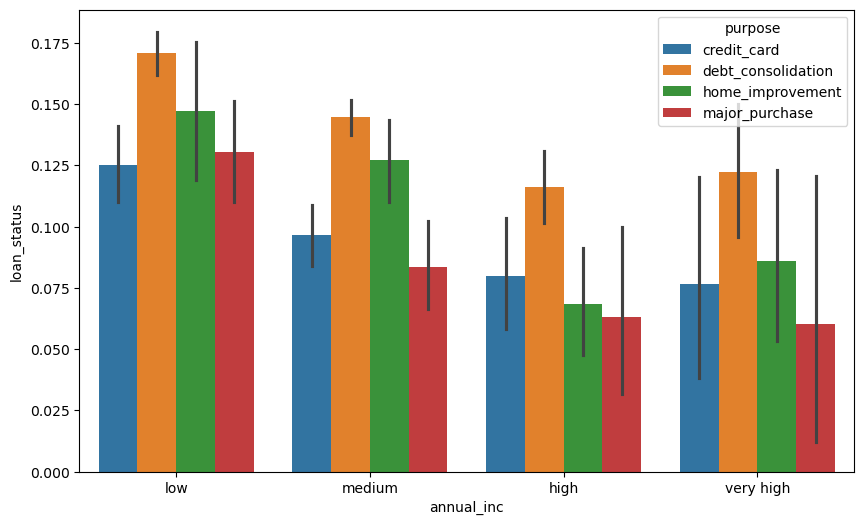 purpose
credit_card
debt_consolidation
home_improvement
major_purchase
loan_status
0.175
0.150
0.125
0.100
0.075
0.050
0.025
0.000
low medium high very high
annual_inc